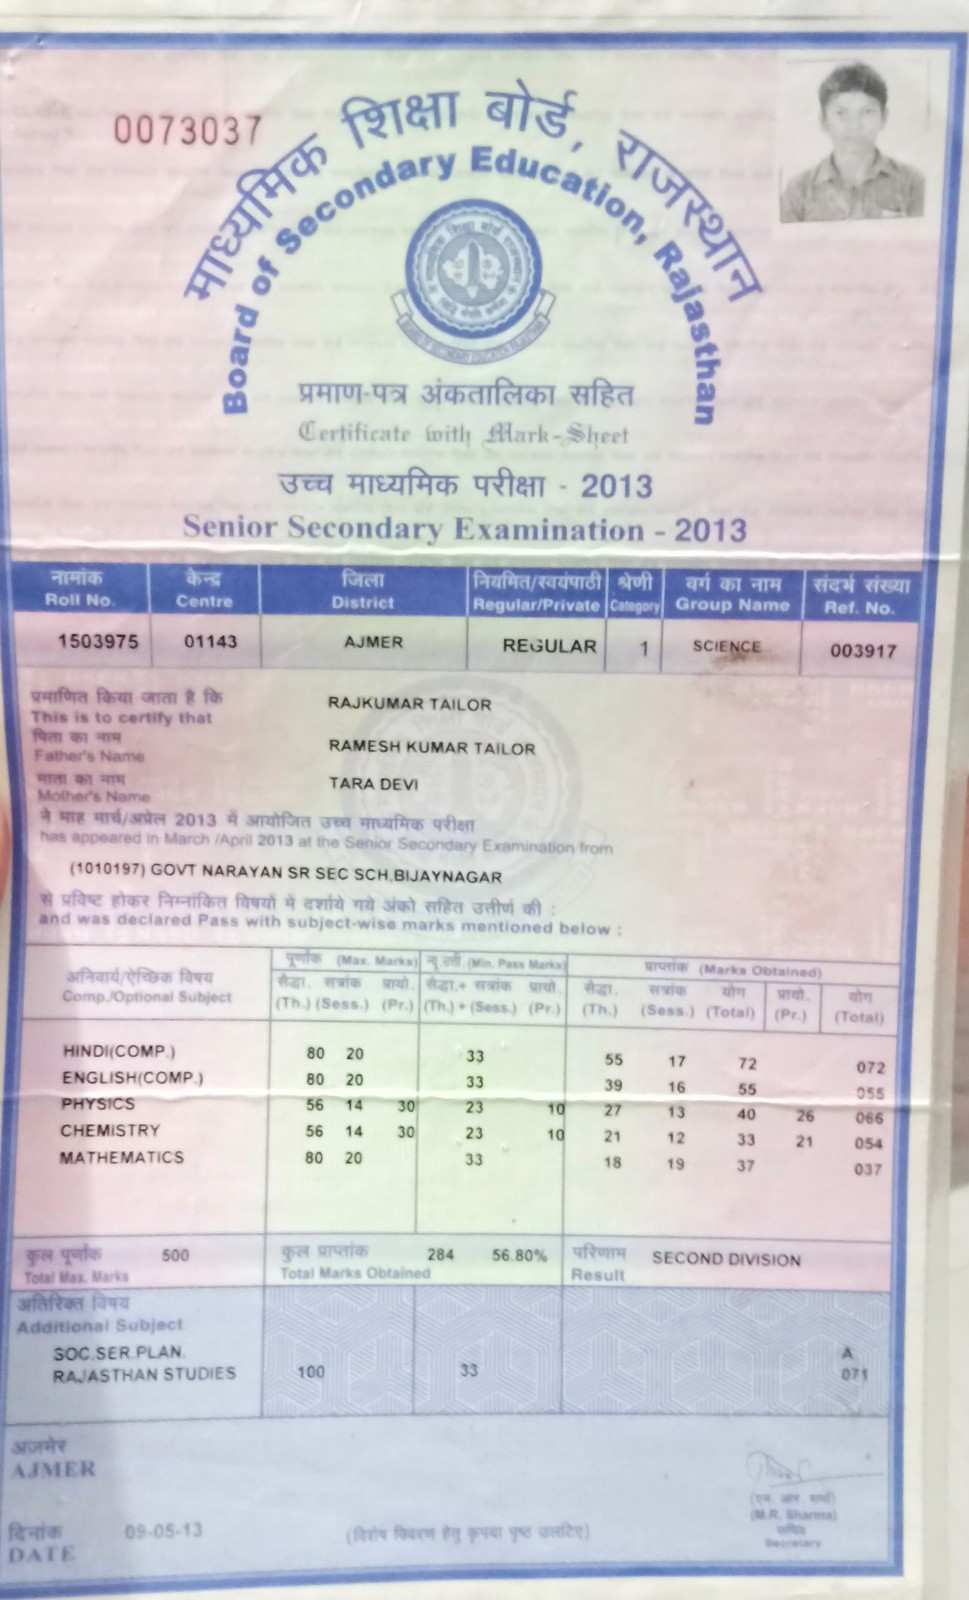 0073037
माध्यमिक शिक्षा बोर्ड, राजस्थान
Board of Secondary Education, Rajasthan
प्रमाण-पत्र अंकतालिका सहित
Certificate with Mark-Sheet
उच्च माध्यमिक परीक्षा - 2013
Senior Secondary Examination - 2013
नामांक केन्द्र जिला नियमित/स्वयंपाठी श्रेणी वर्ग का नाम संदर्भ संख्या
Roll No. Centre District Regular/Private Category Group Name Ref. No.
1503975 01143 AJMER REGULAR 1 SCIENCE 003917
प्रमाणित किया जाता है कि
This is to certify that RAJKUMAR TAILOR
पिता का नाम
Father's Name RAMESH KUMAR TAILOR
माता का नाम
Mother's Name TARA DEVI
ने माह मार्च/अप्रेल 2013 में आयोजित उच्च माध्यमिक परीक्षा
has appeared in March /April 2013 at the Senior Secondary Examination from
(1010197) GOVT NARAYAN SR SEC SCH,BIJAYNAGAR
से प्रविष्ट होकर निम्नांकित विषयों में दर्शाये गये अंको सहित उत्तीर्ण की :
and was declared Pass with subject-wise marks mentioned below :
अनिवार्य/ऐच्छिक विषय पूर्णांक (Max. Marks) न्यू.उत्ती. (Min. Pass Marks) प्राप्तांक (Marks Obtained)
Comp./Optional Subject सैद्धा. सत्रांक प्रायो. सैद्धा.+ सत्रांक प्रायो. सैद्धा. सत्रांक योग प्रायो. योग
(Th.) (Sess.) (Pr.) (Th.) + (Sess.) (Pr.) (Th.) (Sess.) (Total) (Pr.) (Total)
HINDI(COMP.) 80 20 33 55 17 72 072
ENGLISH(COMP.) 80 20 33 39 16 55 055
PHYSICS 56 14 30 23 10 27 13 40 26 066
CHEMISTRY 56 14 30 23 10 21 12 33 21 054
MATHEMATICS 80 20 33 18 19 37 037
कुल पूर्णांक 500 कुल प्राप्तांक 284 56.80% परिणाम SECOND DIVISION
Total Max. Marks Total Marks Obtained Result
अतिरिक्त विषय
Additional Subject
SOC.SER.PLAN. A
RAJASTHAN STUDIES 100 33 071
अजमेर
AJMER
(एम. आर. शर्मा)
(M.R. Sharma)
सचिव
Secretary
दिनांक 09-05-13 (विशेष विवरण हेतु कृपया पृष्ठ उलटिए)
DATE